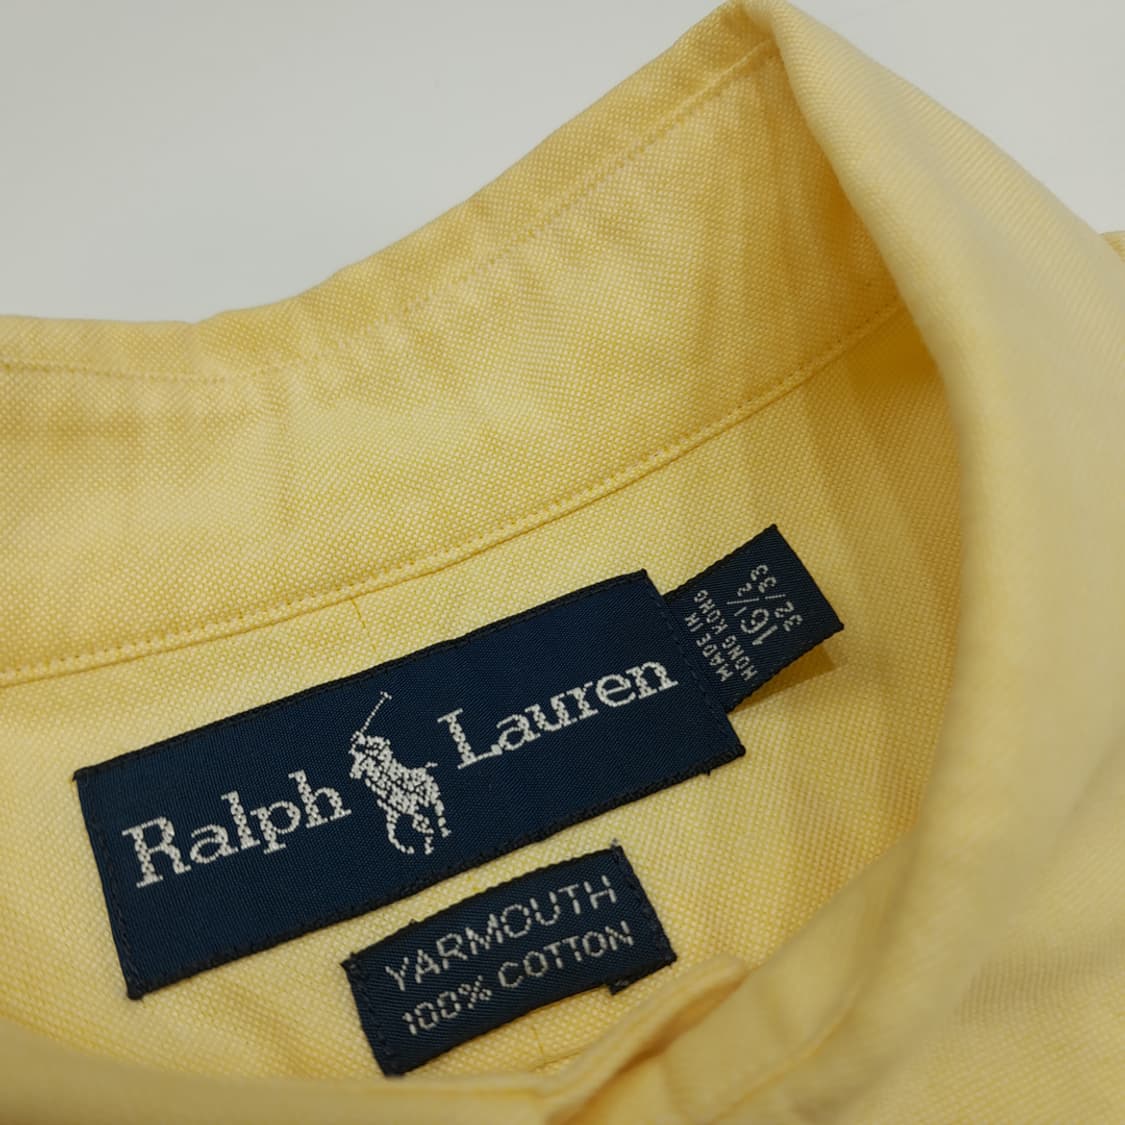 Ralph Lauren
MADE IN
HONG KONG
16 1/2
32/33
YARMOUTH
100% COTTON